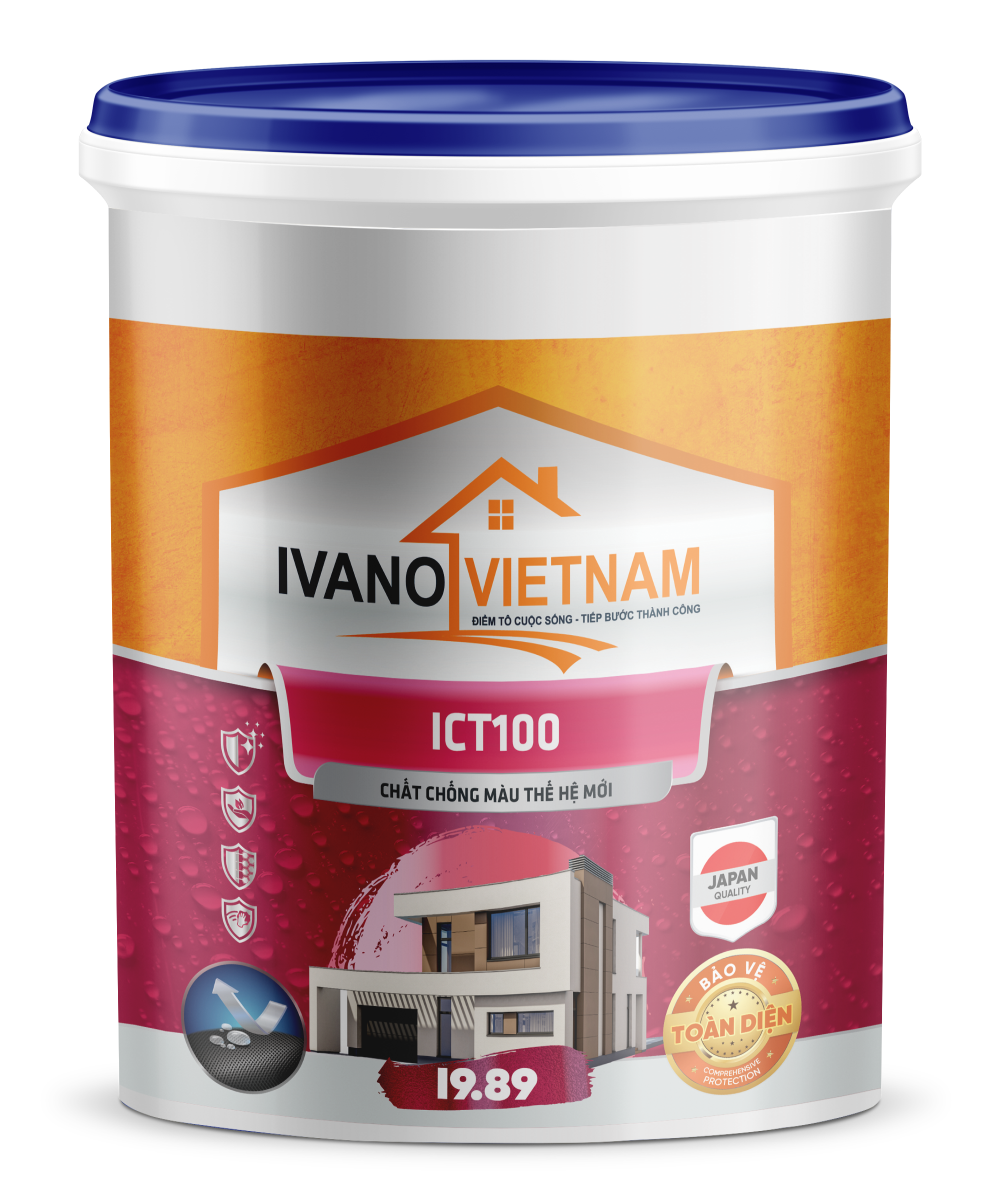 IVANO VIETNAM
ĐIỂM TÔ CUỘC SỐNG - TIẾP BƯỚC THÀNH CÔNG
ICT100
CHẤT CHỐNG MÀU THẾ HỆ MỚI
JAPAN
QUALITY
BẢO VỆ
TOÀN DIỆN
COMPREHENSIVE
PROTECTION
I9.89